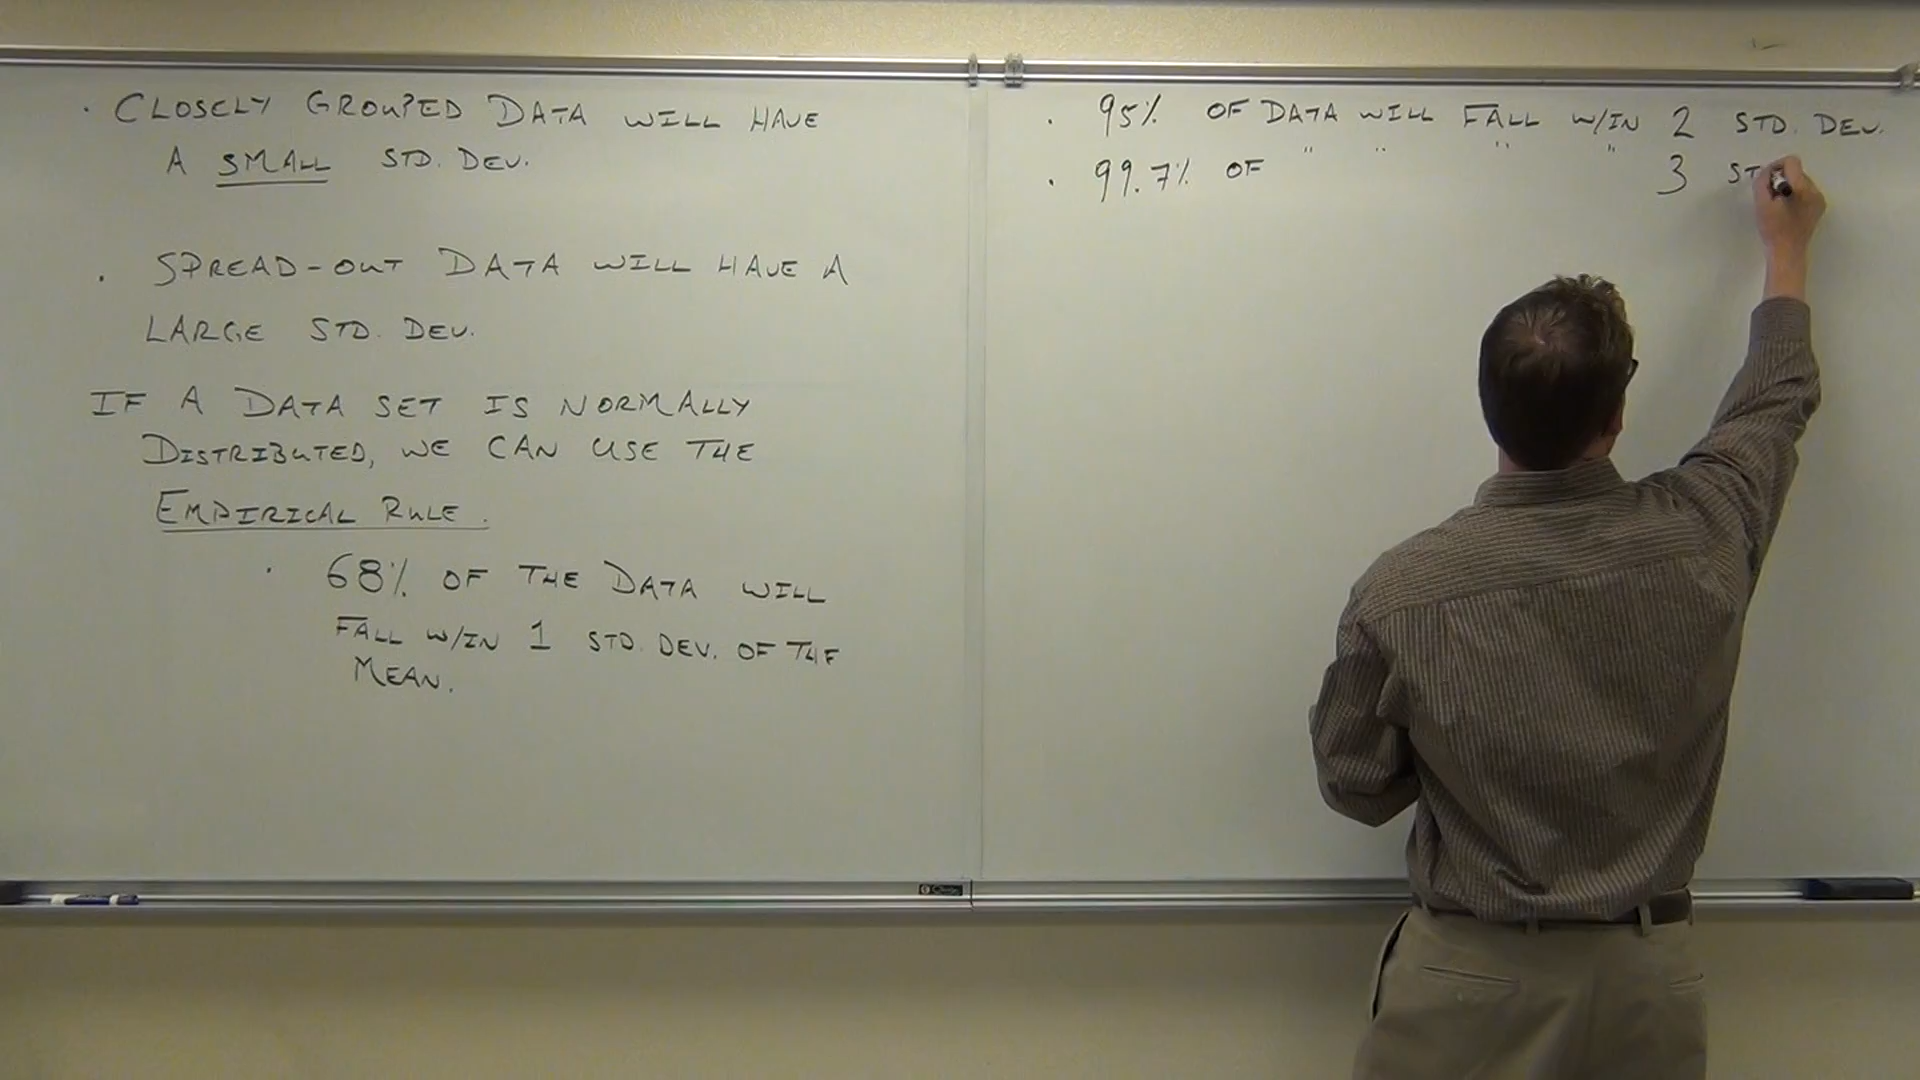 · CLOSELY GROUPED DATA WILL HAVE
A SMALL STD. DEV.
· SPREAD-OUT DATA WILL HAVE A
LARGE STD. DEV.
IF A DATA SET IS NORMALLY
DISTRIBUTED, WE CAN USE THE
EMPIRICAL RULE.
· 68% OF THE DATA WILL
FALL W/IN 1 STD. DEV. OF THE
MEAN.
· 95% OF DATA WILL FALL W/IN 2 STD. DEV.
· 99.7% OF " " " " 3 ST